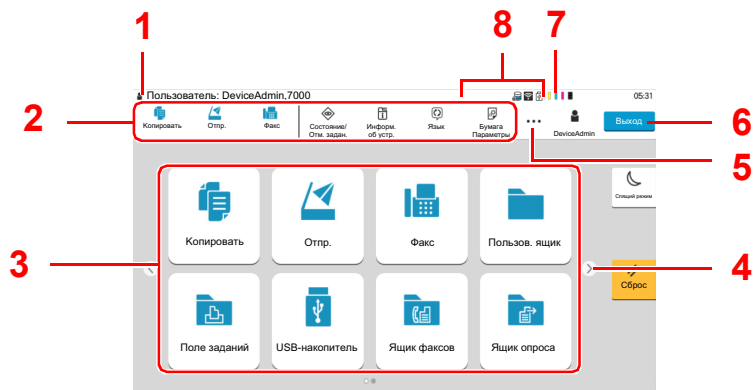 8 7
1
Пользователь: DeviceAdmin,7000 05:31
2
Копировать Отпр. Факс Состояние/ Отм. задан. Информ. об устр. Язык Бумага Параметры ... DeviceAdmin Выход
6
5
Спящий режим
Копировать Отпр. Факс Пользов. ящик
3
4
Сброс
Поле заданий USB-накопитель Ящик факсов Ящик опроса